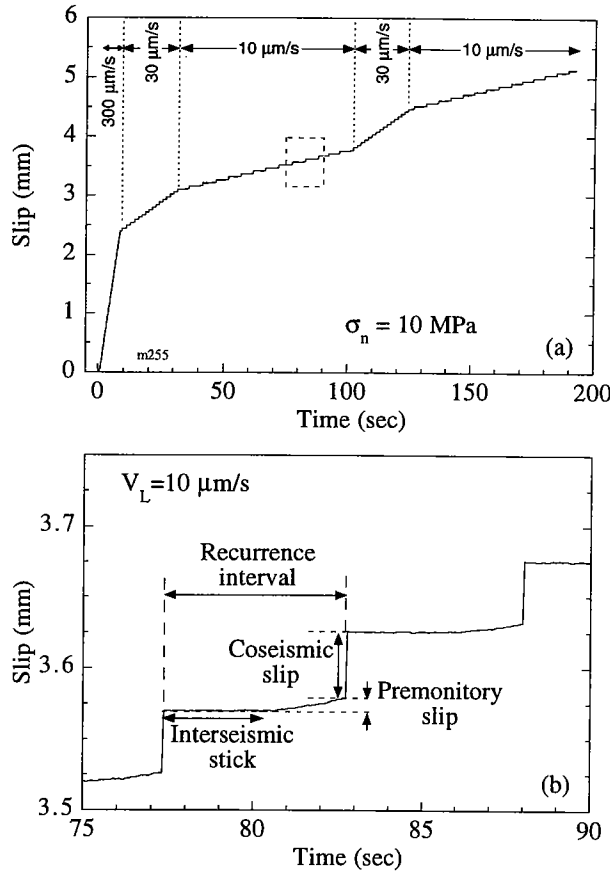 6
300 μm/s
30 μm/s
10 μm/s
30 μm/s
10 μm/s
5
4
3
2
1
0
Slip (mm)
σn = 10 MPa
m255
(a)
0 50 100 150 200
Time (sec)
VL=10 μm/s
3.7
3.6
3.5
Slip (mm)
Recurrence
interval
Coseismic
slip
Premonitory
slip
Interseismic
stick
(b)
75 80 85 90
Time (sec)